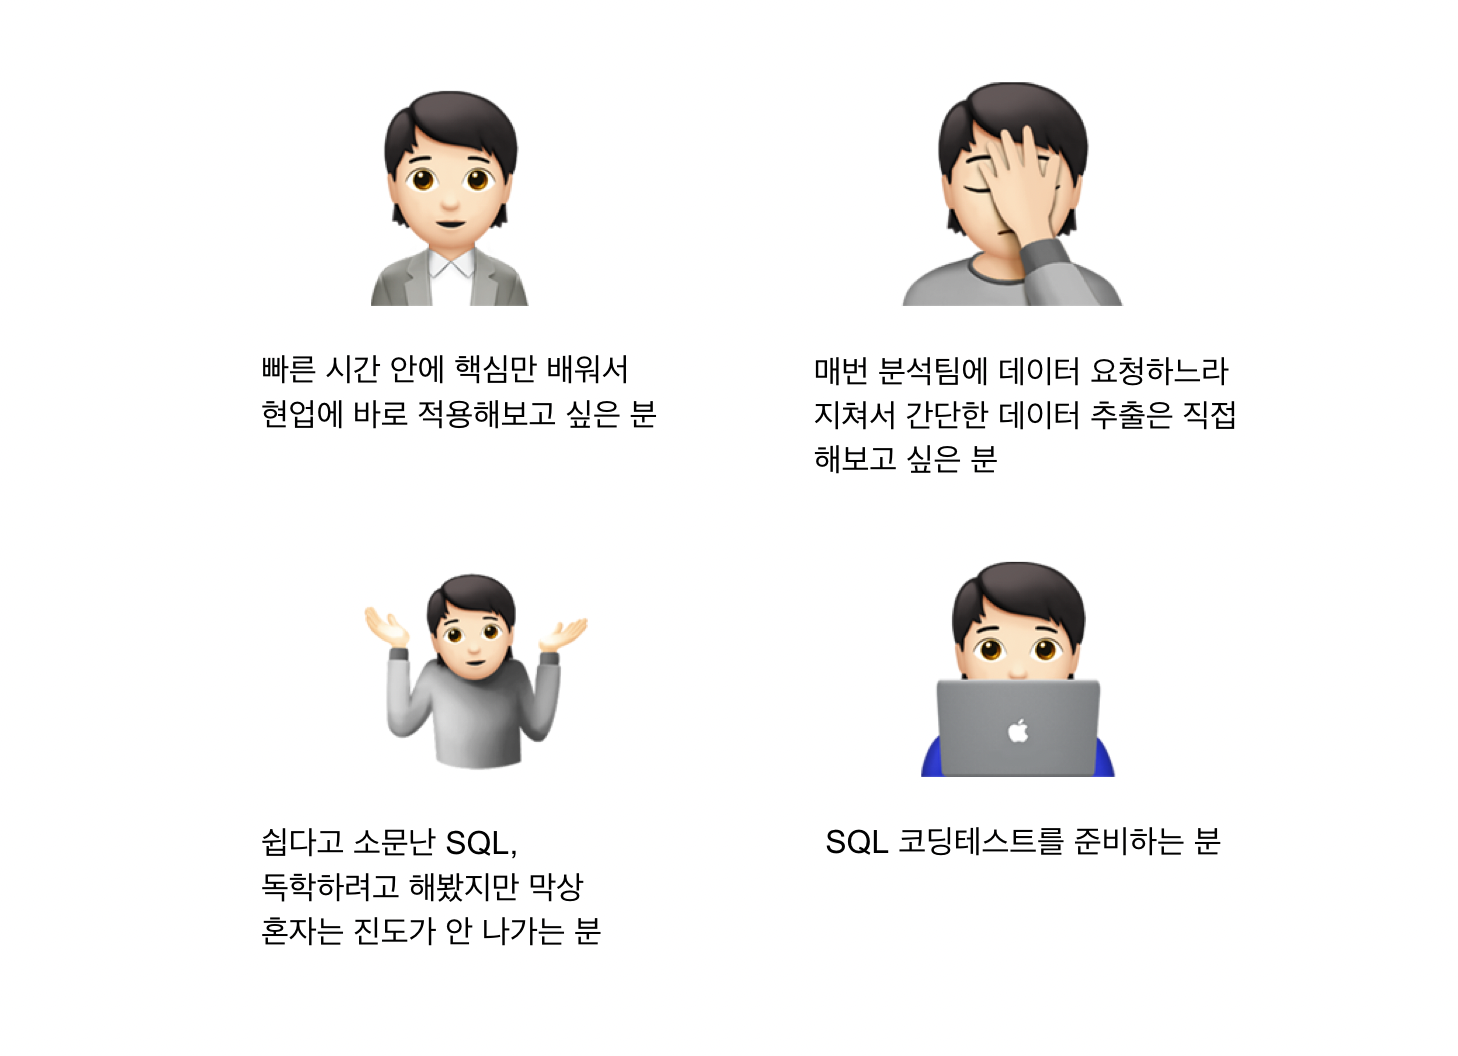 빠른 시간 안에 핵심만 배워서
현업에 바로 적용해보고 싶은 분
매번 분석팀에 데이터 요청하느라
지쳐서 간단한 데이터 추출은 직접
해보고 싶은 분
쉽다고 소문난 SQL,
독학하려고 해봤지만 막상
혼자는 진도가 안 나가는 분
SQL 코딩테스트를 준비하는 분